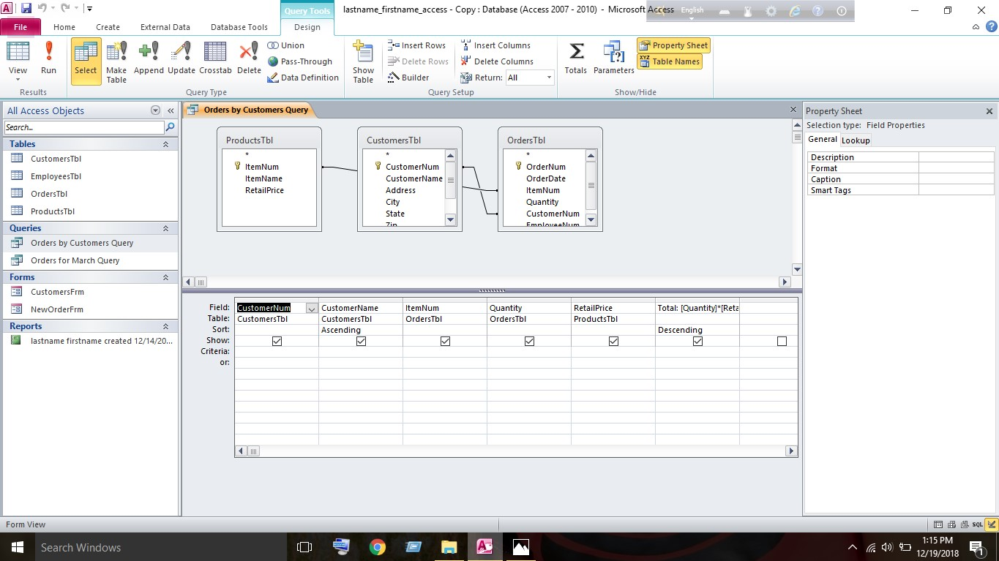 Query Tools
lastname_firstname_access - Copy : Database (Access 2007 - 2010) - Microsoft Access
English
File Home Create External Data Database Tools Design
View
Run
Select
Make Table
Append
Update
Crosstab
Delete
Union
Pass-Through
Data Definition
Show Table
Insert Rows
Delete Rows
Builder
Insert Columns
Delete Columns
Return: All
Totals
Parameters
Property Sheet
XYZ Table Names
Results
Query Type
Query Setup
Show/Hide
All Access Objects
Search...
Tables
CustomersTbl
EmployeesTbl
OrdersTbl
ProductsTbl
Queries
Orders by Customers Query
Orders for March Query
Forms
CustomersFrm
NewOrderFrm
Reports
lastname firstname created 12/14/20...
Orders by Customers Query
ProductsTbl
*
ItemNum
ItemName
RetailPrice
CustomersTbl
*
CustomerNum
CustomerName
Address
City
State
Zip
OrdersTbl
*
OrderNum
OrderDate
ItemNum
Quantity
CustomerNum
EmployeeNum
Field: CustomerNum CustomerName ItemNum Quantity RetailPrice Total: [Quantity]*[Reta
Table: CustomersTbl CustomersTbl OrdersTbl OrdersTbl ProductsTbl
Sort: Ascending Descending
Show:
Criteria:
or:
Property Sheet
Selection type: Field Properties
General Lookup
Description
Format
Caption
Smart Tags
Form View
SQL
Search Windows
1:15 PM
12/19/2018
1